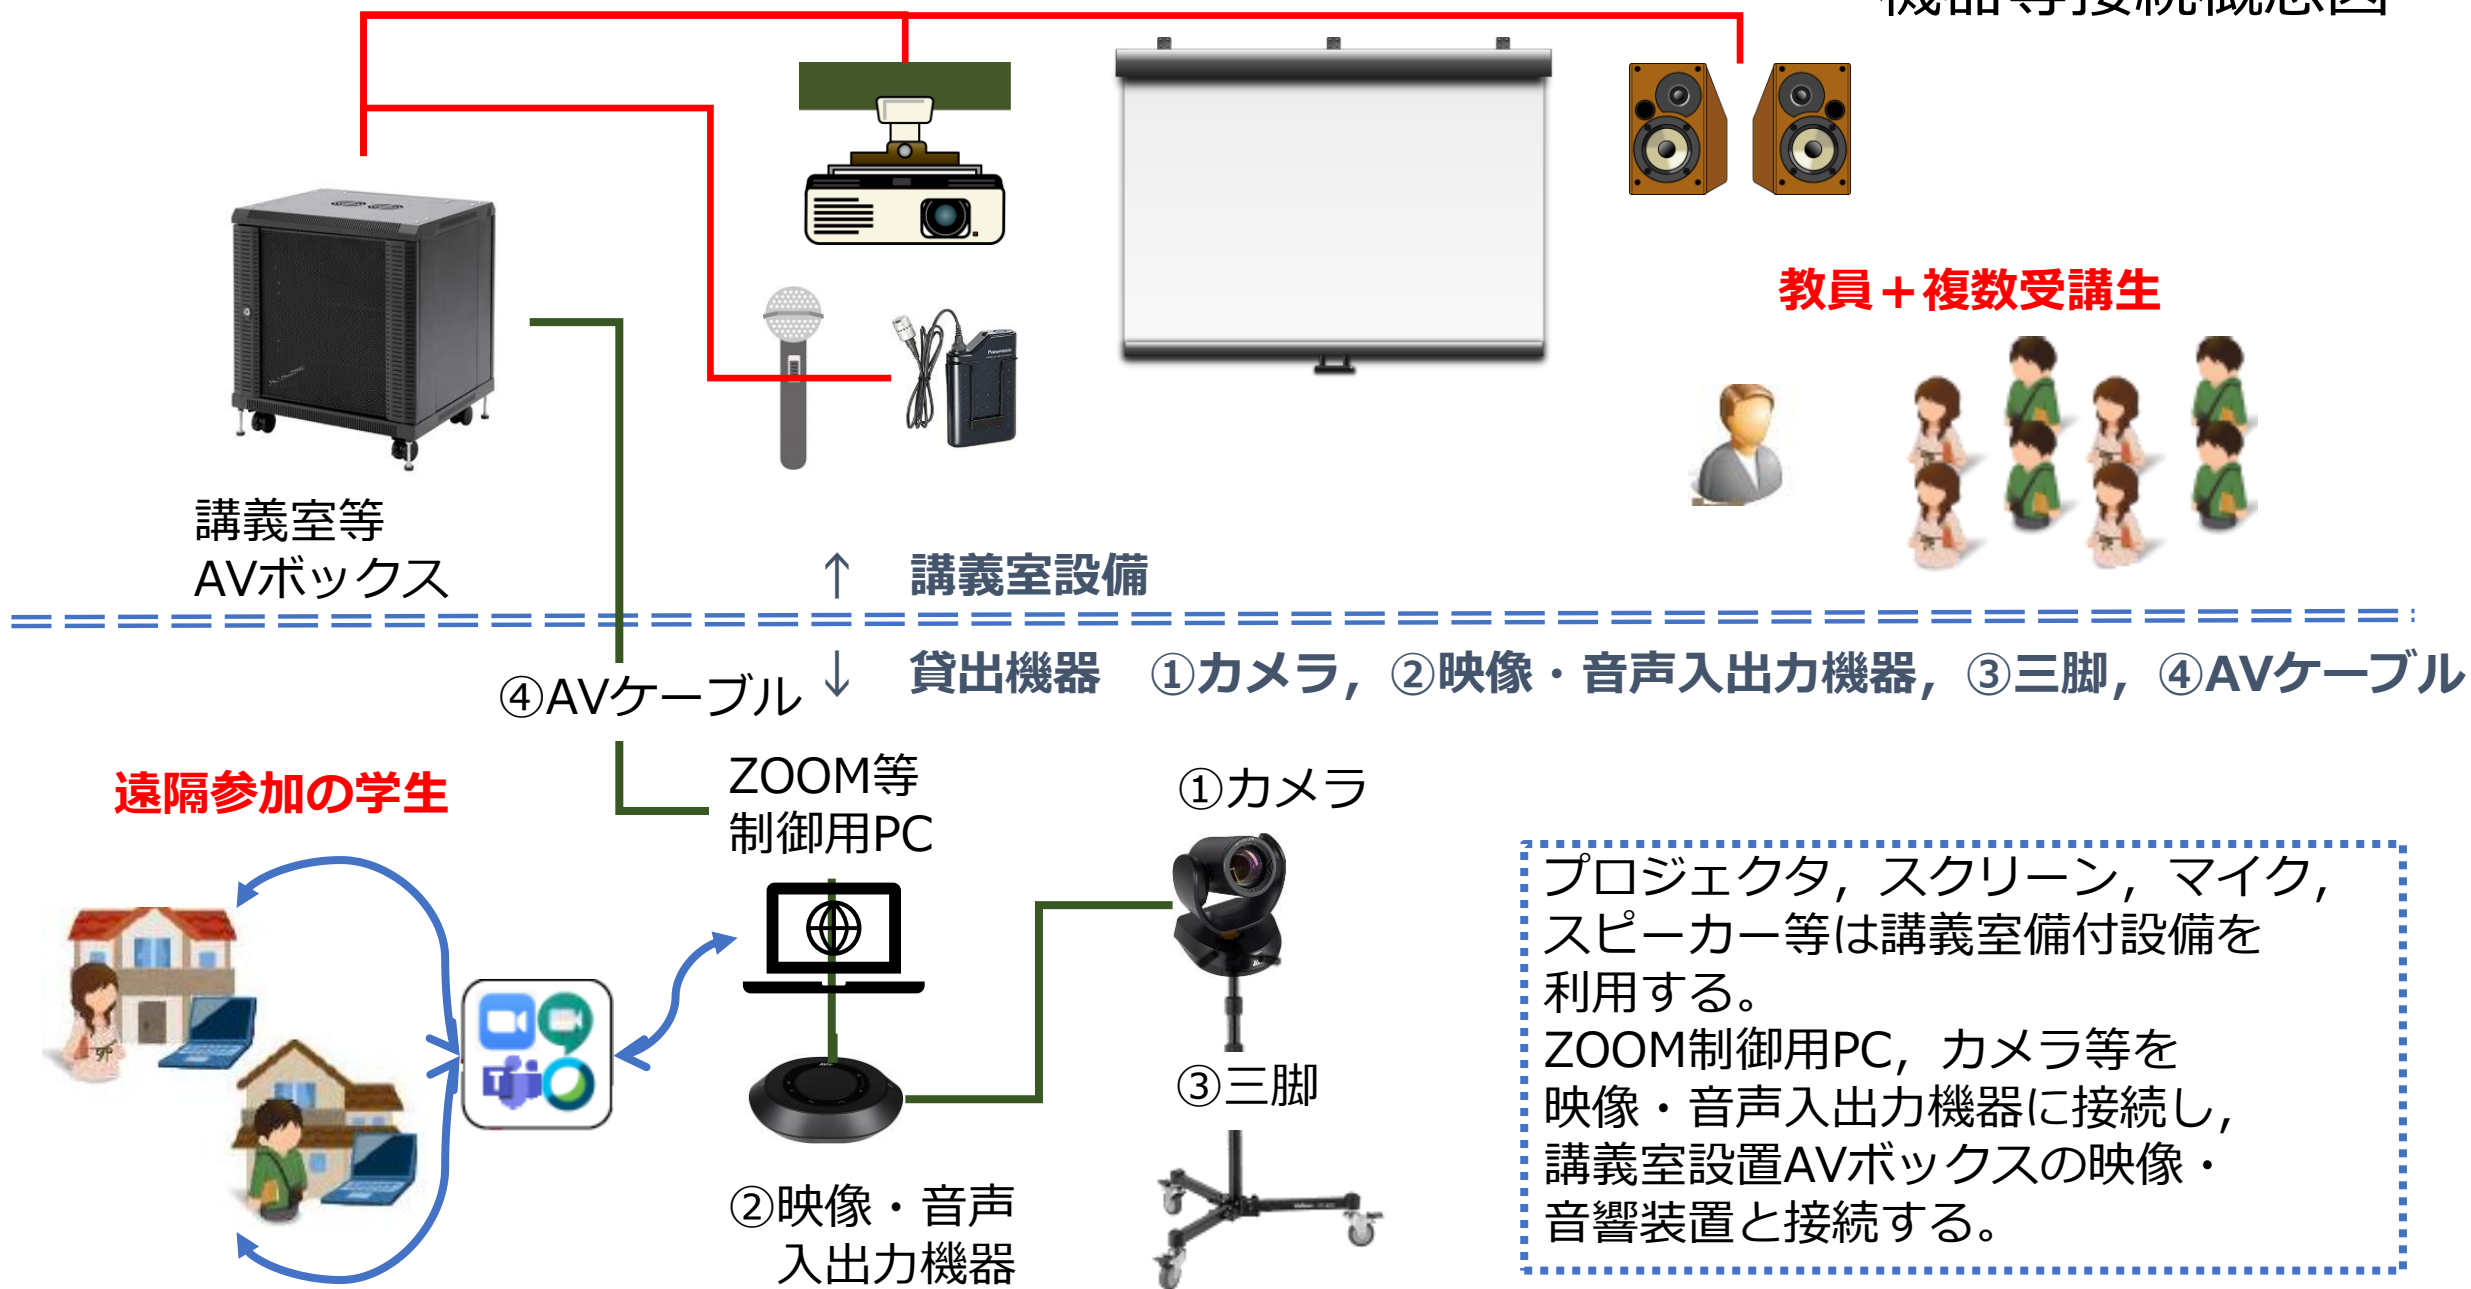 機器等接続概念図
教員＋複数受講生
講義室等
AVボックス
↑　講義室設備
↓　貸出機器　①カメラ，②映像・音声入出力機器，③三脚，④AVケーブル
④AVケーブル
遠隔参加の学生
ZOOM等
制御用PC
①カメラ
③三脚
②映像・音声
入出力機器
プロジェクタ，スクリーン，マイク，
スピーカー等は講義室備付設備を
利用する。
ZOOM制御用PC，カメラ等を
映像・音声入出力機器に接続し，
講義室設置AVボックスの映像・
音響装置と接続する。